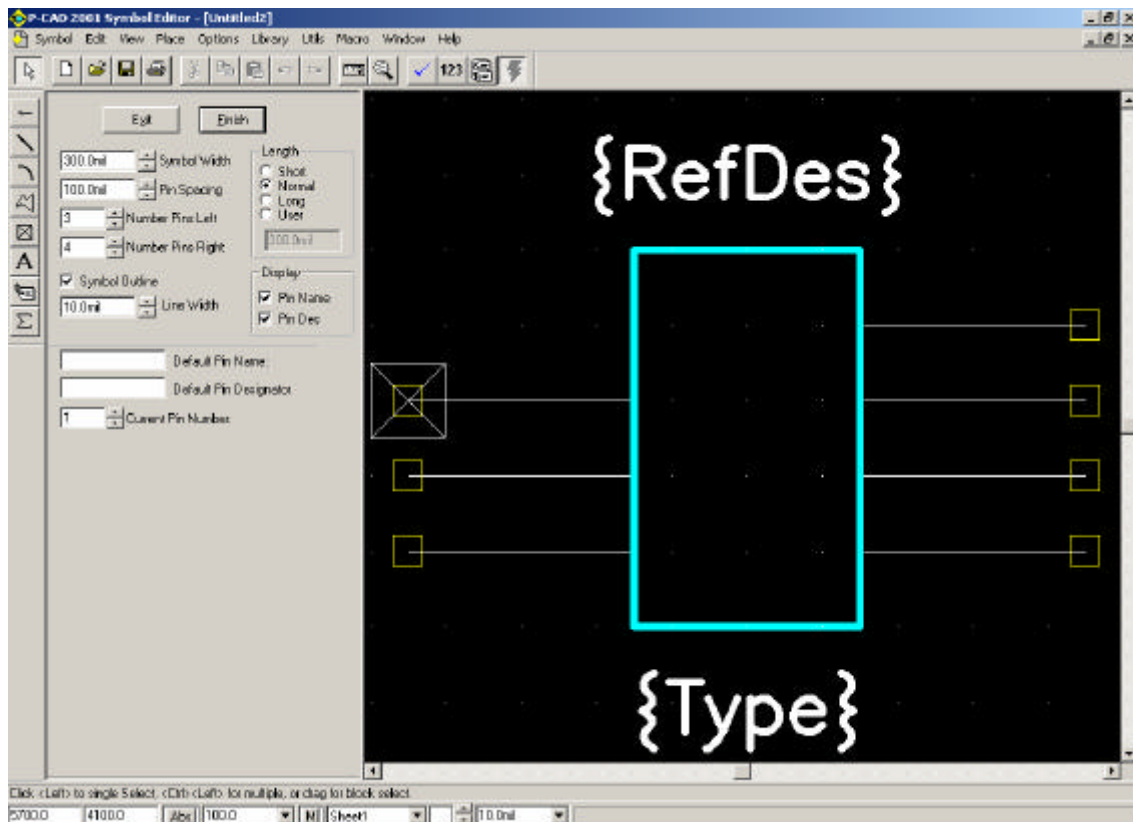 P-CAD 2001 Symbol Editor - [Untitled2]
Symbol Edit View Place Options Library Utils Macro Window Help
123
Exit Finish
300.0mil Symbol Width
100.0mil Pin Spacing
3 Number Pins Left
4 Number Pins Right
Symbol Outline
10.0mil Line Width
Length
Short
Normal
Long
User
300.0mil
Display
Pin Name
Pin Des
Default Pin Name
Default Pin Designator
1 Current Pin Number
A
{RefDes}
{Type}
Click <Left> to single Select, <Ctrl><Left> for multiple, or drag for block select.
5700.0 4100.0 Abs 100.0 M Sheet1 10.0mil